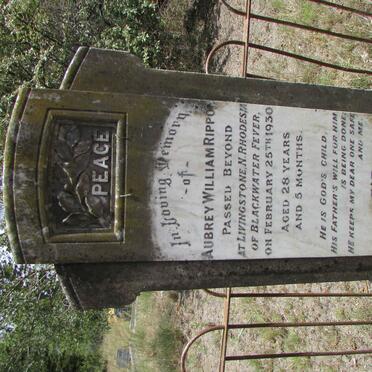 PEACE
In Loving Memory
- of -
AUBREY WILLIAM RIPPO
PASSED BEYOND
AT LIVINGSTONE, N. RHODESIA
OF BLACKWATER FEVER,
ON FEBRUARY 25TH 1930
AGED 28 YEARS
AND 5 MONTHS.
HE IS GOD'S CHILD.
HIS FATHER'S WILL FOR HIM
IS BEING DONE,
HE KEEPS MY DEAR ONE SAFE
AND ME